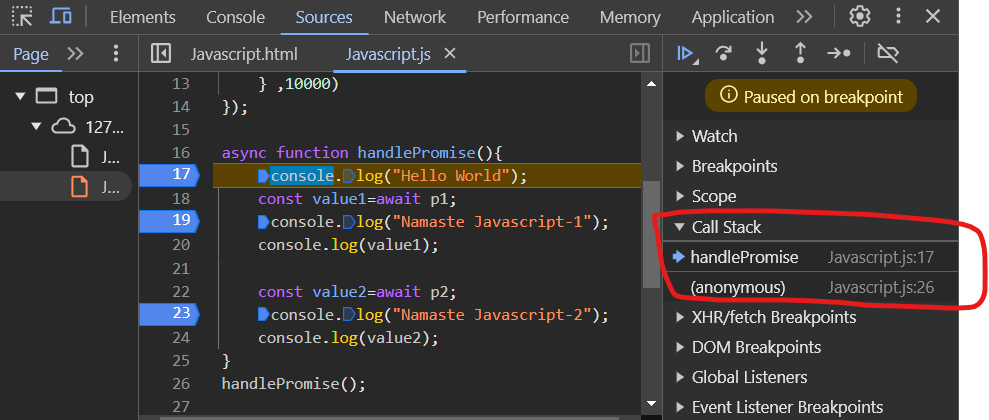 Elements Console Sources Network Performance Memory Application
Page Javascript.html Javascript.js
top
127...
J...
J...
13 } ,10000)
14 });
15
16 async function handlePromise(){
17 console.log("Hello World");
18 const value1=await p1;
19 console.log("Namaste Javascript-1");
20 console.log(value1);
21
22 const value2=await p2;
23 console.log("Namaste Javascript-2");
24 console.log(value2);
25 }
26 handlePromise();
27
Paused on breakpoint
Watch
Breakpoints
Scope
Call Stack
handlePromise Javascript.js:17
(anonymous) Javascript.js:26
XHR/fetch Breakpoints
DOM Breakpoints
Global Listeners
Event Listener Breakpoints